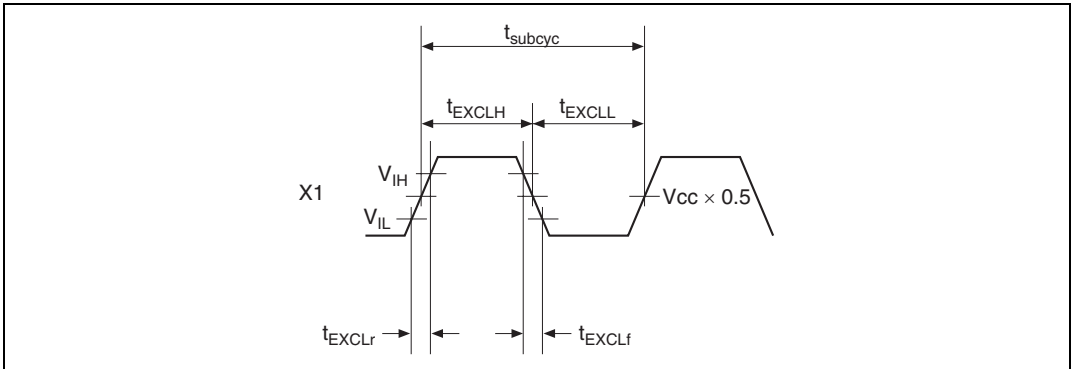 tsubcyc
tEXCLH tEXCLL
VIH
X1 Vcc × 0.5
VIL
tEXCLr tEXCLf